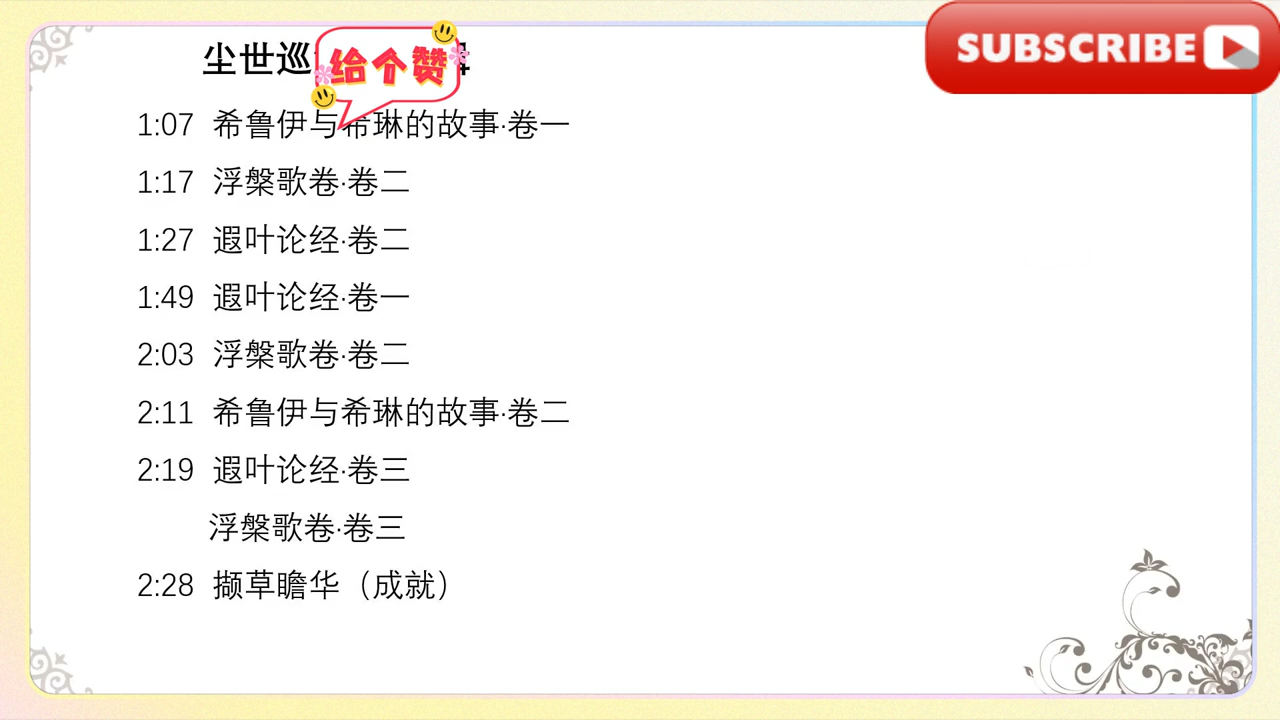 尘世巡
给个赞
SUBSCRIBE
1:07 希鲁伊与希琳的故事·卷一
1:17 浮槃歌卷·卷二
1:27 遐叶论经·卷二
1:49 遐叶论经·卷一
2:03 浮槃歌卷·卷二
2:11 希鲁伊与希琳的故事·卷二
2:19 遐叶论经·卷三
浮槃歌卷·卷三
2:28 撷草瞻华（成就）